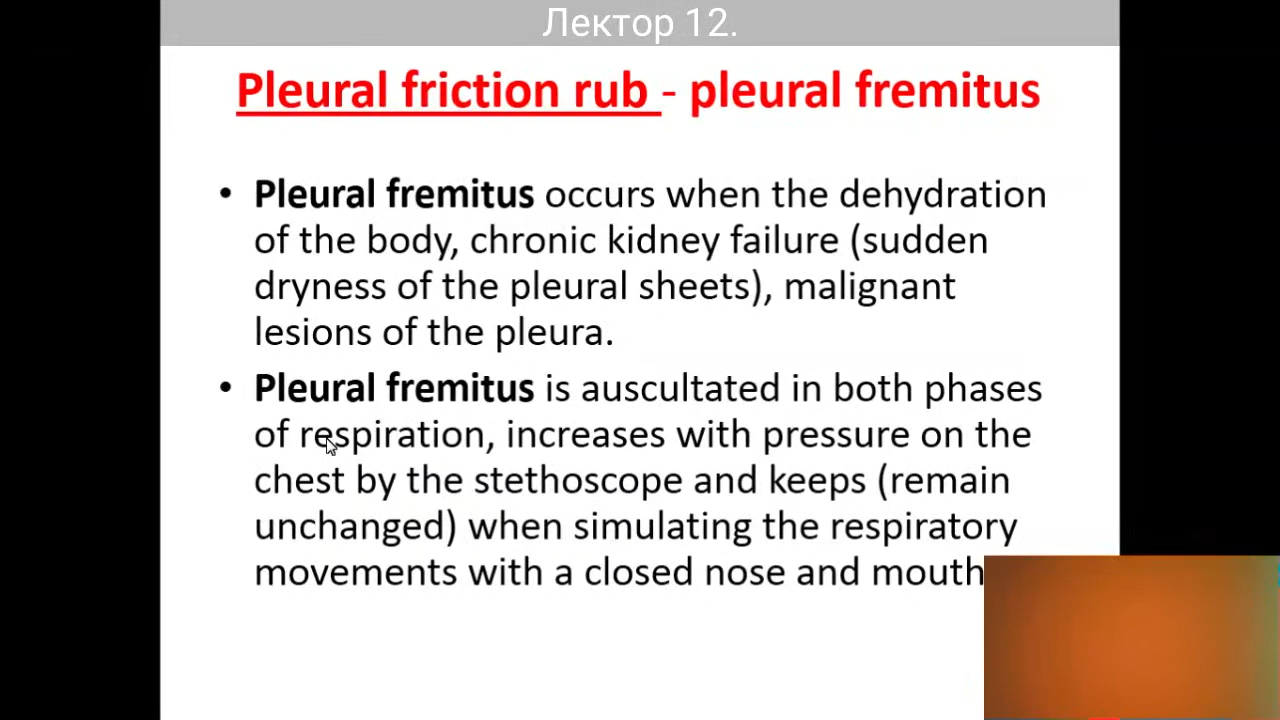 Лектор 12.
Pleural friction rub - pleural fremitus
• Pleural fremitus occurs when the dehydration
of the body, chronic kidney failure (sudden
dryness of the pleural sheets), malignant
lesions of the pleura.
• Pleural fremitus is auscultated in both phases
of respiration, increases with pressure on the
chest by the stethoscope and keeps (remain
unchanged) when simulating the respiratory
movements with a closed nose and mouth